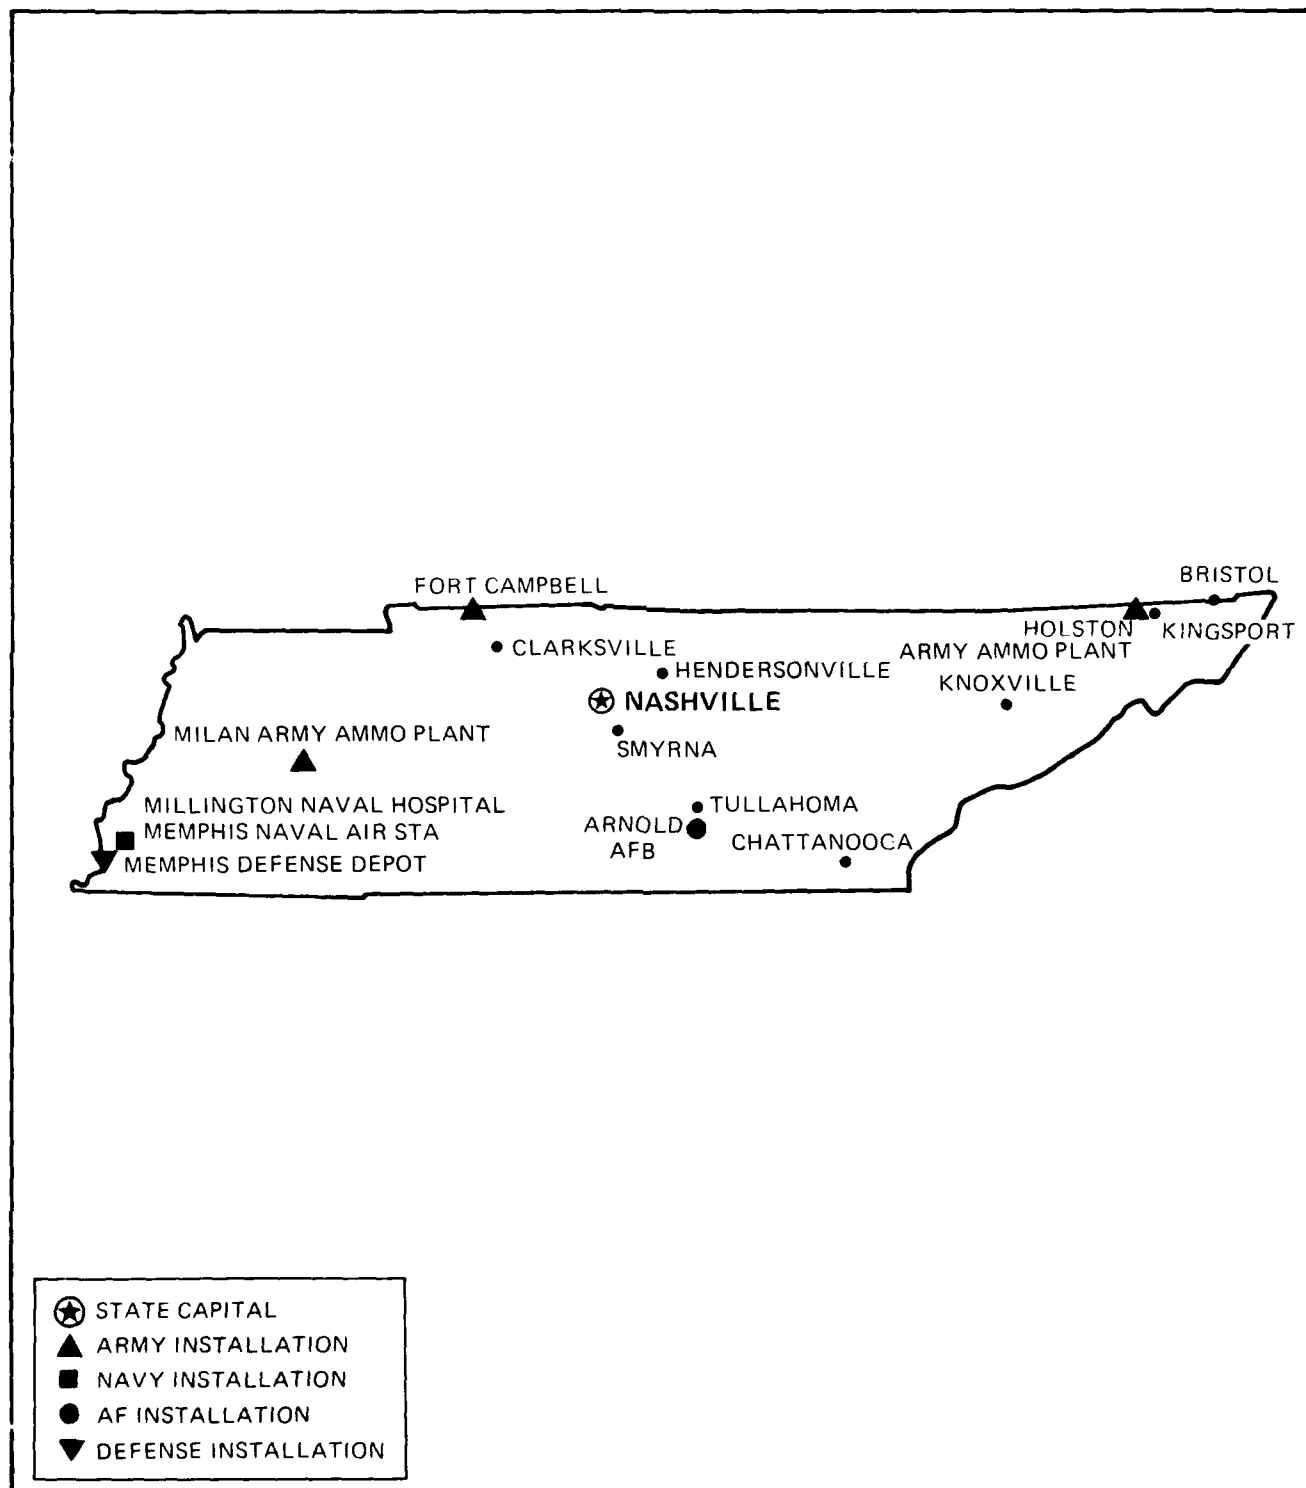 BRISTOL
FORT CAMPBELL
HOLSTON
KINGSPORT
ARMY AMMO PLANT
CLARKSVILLE
HENDERSONVILLE
KNOXVILLE
NASHVILLE
MILAN ARMY AMMO PLANT
SMYRNA
MILLINGTON NAVAL HOSPITAL
TULLAHOMA
MEMPHIS NAVAL AIR STA
ARNOLD
AFB
CHATTANOOCA
MEMPHIS DEFENSE DEPOT
STATE CAPITAL
ARMY INSTALLATION
NAVY INSTALLATION
AF INSTALLATION
DEFENSE INSTALLATION